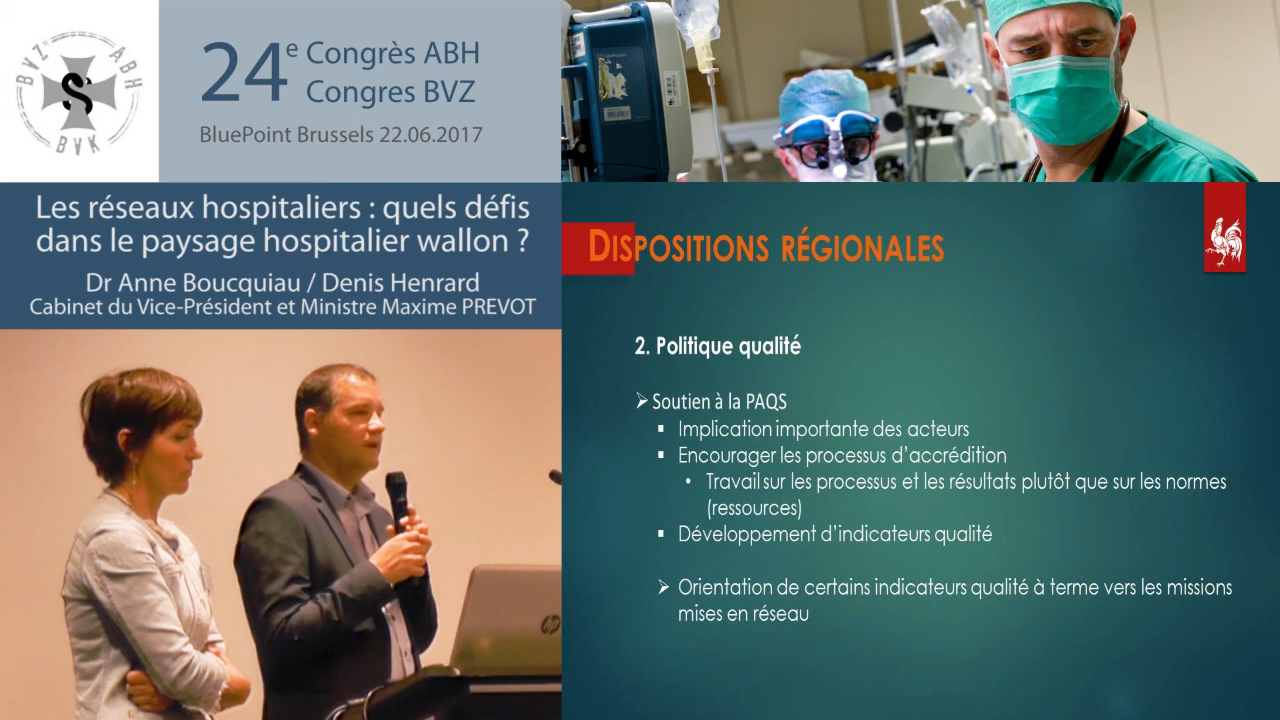 BVZ ABH
BVK
S
24e Congrès ABH
Congres BVZ
BluePoint Brussels 22.06.2017
Les réseaux hospitaliers : quels défis
dans le paysage hospitalier wallon ?
Dr Anne Boucquiau / Denis Henrard
Cabinet du Vice-Président et Ministre Maxime PREVOT
DISPOSITIONS RÉGIONALES
2. Politique qualité
➢ Soutien à la PAQS
▪ Implication importante des acteurs
▪ Encourager les processus d'accrédition
• Travail sur les processus et les résultats plutôt que sur les normes
(ressources)
▪ Développement d'indicateurs qualité
➢ Orientation de certains indicateurs qualité à terme vers les missions
mises en réseau
hp